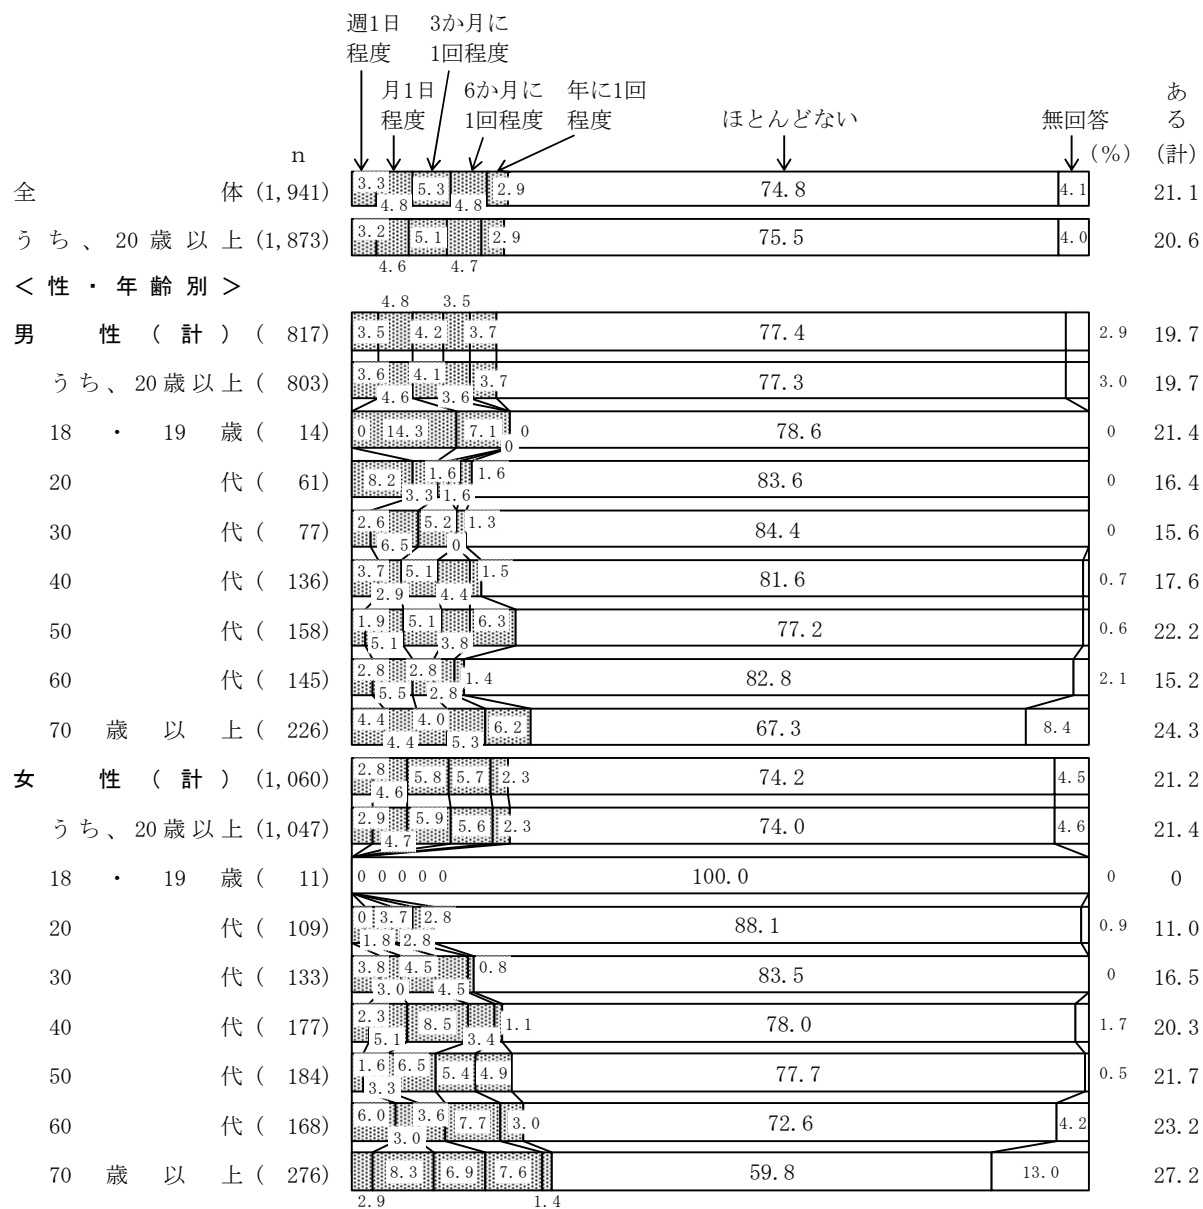 週1日 3か月に
程度 1回程度
月1日 6か月に 年に1回 あ
程度 1回程度 程度 ほとんどない 無回答 る
n (%) (計)
全体 (1,941) 3.3 4.8 5.3 4.8 2.9 74.8 4.1 21.1
うち、20歳以上 (1,873) 3.2 4.6 5.1 4.7 2.9 75.5 4.0 20.6
<性・年齢別>
男性(計) (817) 3.5 4.8 4.2 3.5 3.7 77.4 2.9 19.7
うち、20歳以上 (803) 3.6 4.6 4.1 3.6 3.7 77.3 3.0 19.7
18・19歳 (14) 0 14.3 7.1 0 0 78.6 0 21.4
20代 (61) 8.2 3.3 1.6 1.6 1.6 83.6 0 16.4
30代 (77) 2.6 6.5 5.2 0 1.3 84.4 0 15.6
40代 (136) 3.7 2.9 5.1 4.4 1.5 81.6 0.7 17.6
50代 (158) 1.9 5.1 5.1 3.8 6.3 77.2 0.6 22.2
60代 (145) 2.8 5.5 2.8 2.8 1.4 82.8 2.1 15.2
70歳以上 (226) 4.4 4.4 4.0 5.3 6.2 67.3 8.4 24.3
女性(計) (1,060) 2.8 4.6 5.8 5.7 2.3 74.2 4.5 21.2
うち、20歳以上 (1,047) 2.9 4.7 5.9 5.6 2.3 74.0 4.6 21.4
18・19歳 (11) 0 0 0 0 0 100.0 0 0
20代 (109) 0 1.8 3.7 2.8 2.8 88.1 0.9 11.0
30代 (133) 3.8 3.0 4.5 4.5 0.8 83.5 0 16.5
40代 (177) 2.3 5.1 8.5 3.4 1.1 78.0 1.7 20.3
50代 (184) 1.6 3.3 6.5 5.4 4.9 77.7 0.5 21.7
60代 (168) 6.0 3.0 3.6 7.7 3.0 72.6 4.2 23.2
70歳以上 (276) 2.9 8.3 6.9 7.6 1.4 59.8 13.0 27.2